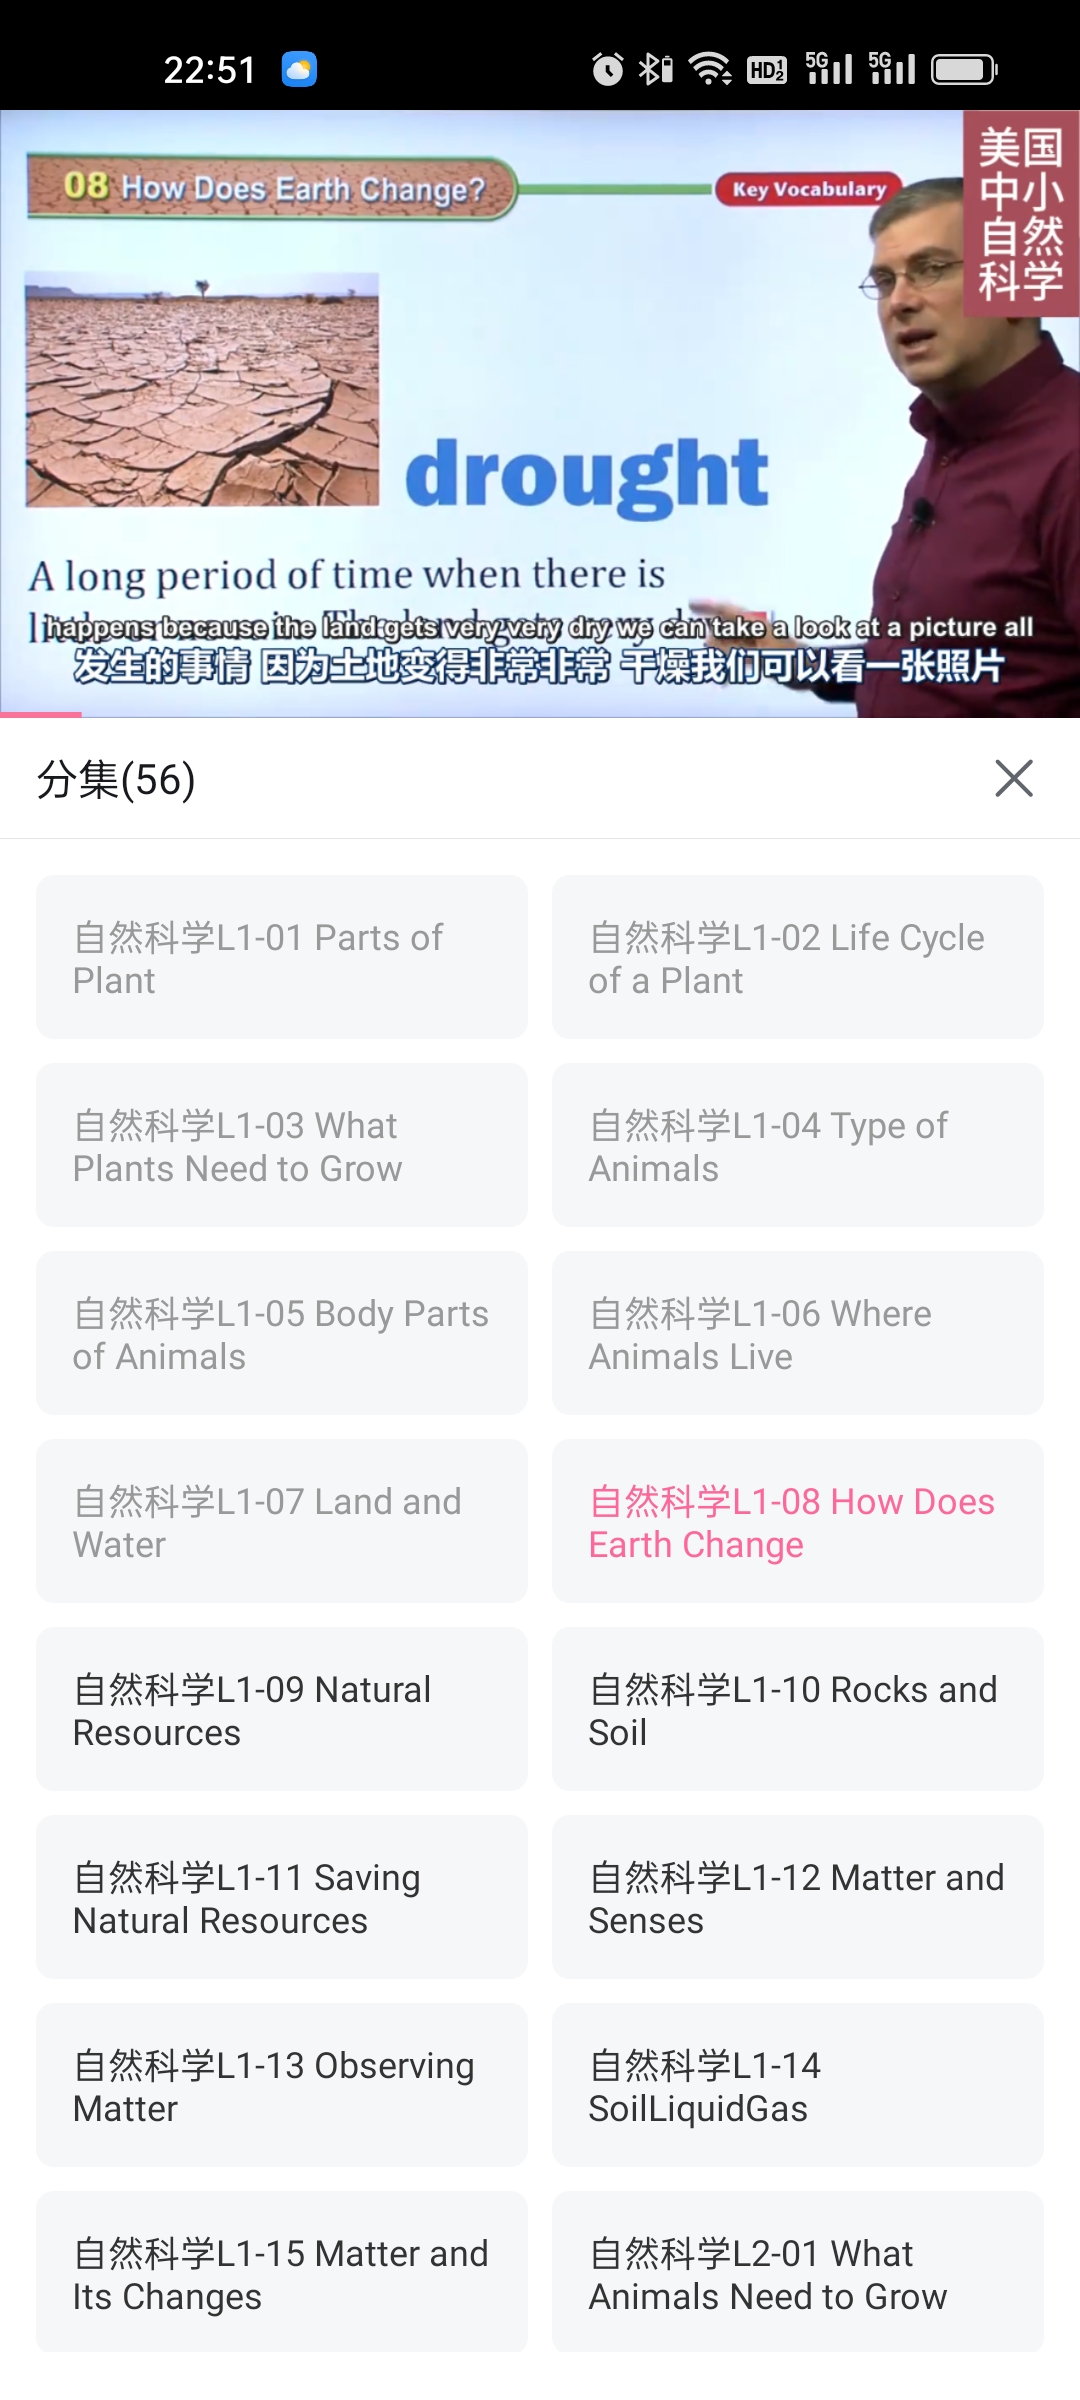 22:51
HD 1 2
5G
5G
美国
中小
自然
科学
08 How Does Earth Change?
Key Vocabulary
drought
A long period of time when there is
happens because the land gets very very dry we can take a look at a picture all
发生的事情 因为土地变得非常非常 干燥我们可以看一张照片
分集(56)
自然科学L1-01 Parts of
Plant
自然科学L1-02 Life Cycle
of a Plant
自然科学L1-03 What
Plants Need to Grow
自然科学L1-04 Type of
Animals
自然科学L1-05 Body Parts
of Animals
自然科学L1-06 Where
Animals Live
自然科学L1-07 Land and
Water
自然科学L1-08 How Does
Earth Change
自然科学L1-09 Natural
Resources
自然科学L1-10 Rocks and
Soil
自然科学L1-11 Saving
Natural Resources
自然科学L1-12 Matter and
Senses
自然科学L1-13 Observing
Matter
自然科学L1-14
SoilLiquidGas
自然科学L1-15 Matter and
Its Changes
自然科学L2-01 What
Animals Need to Grow